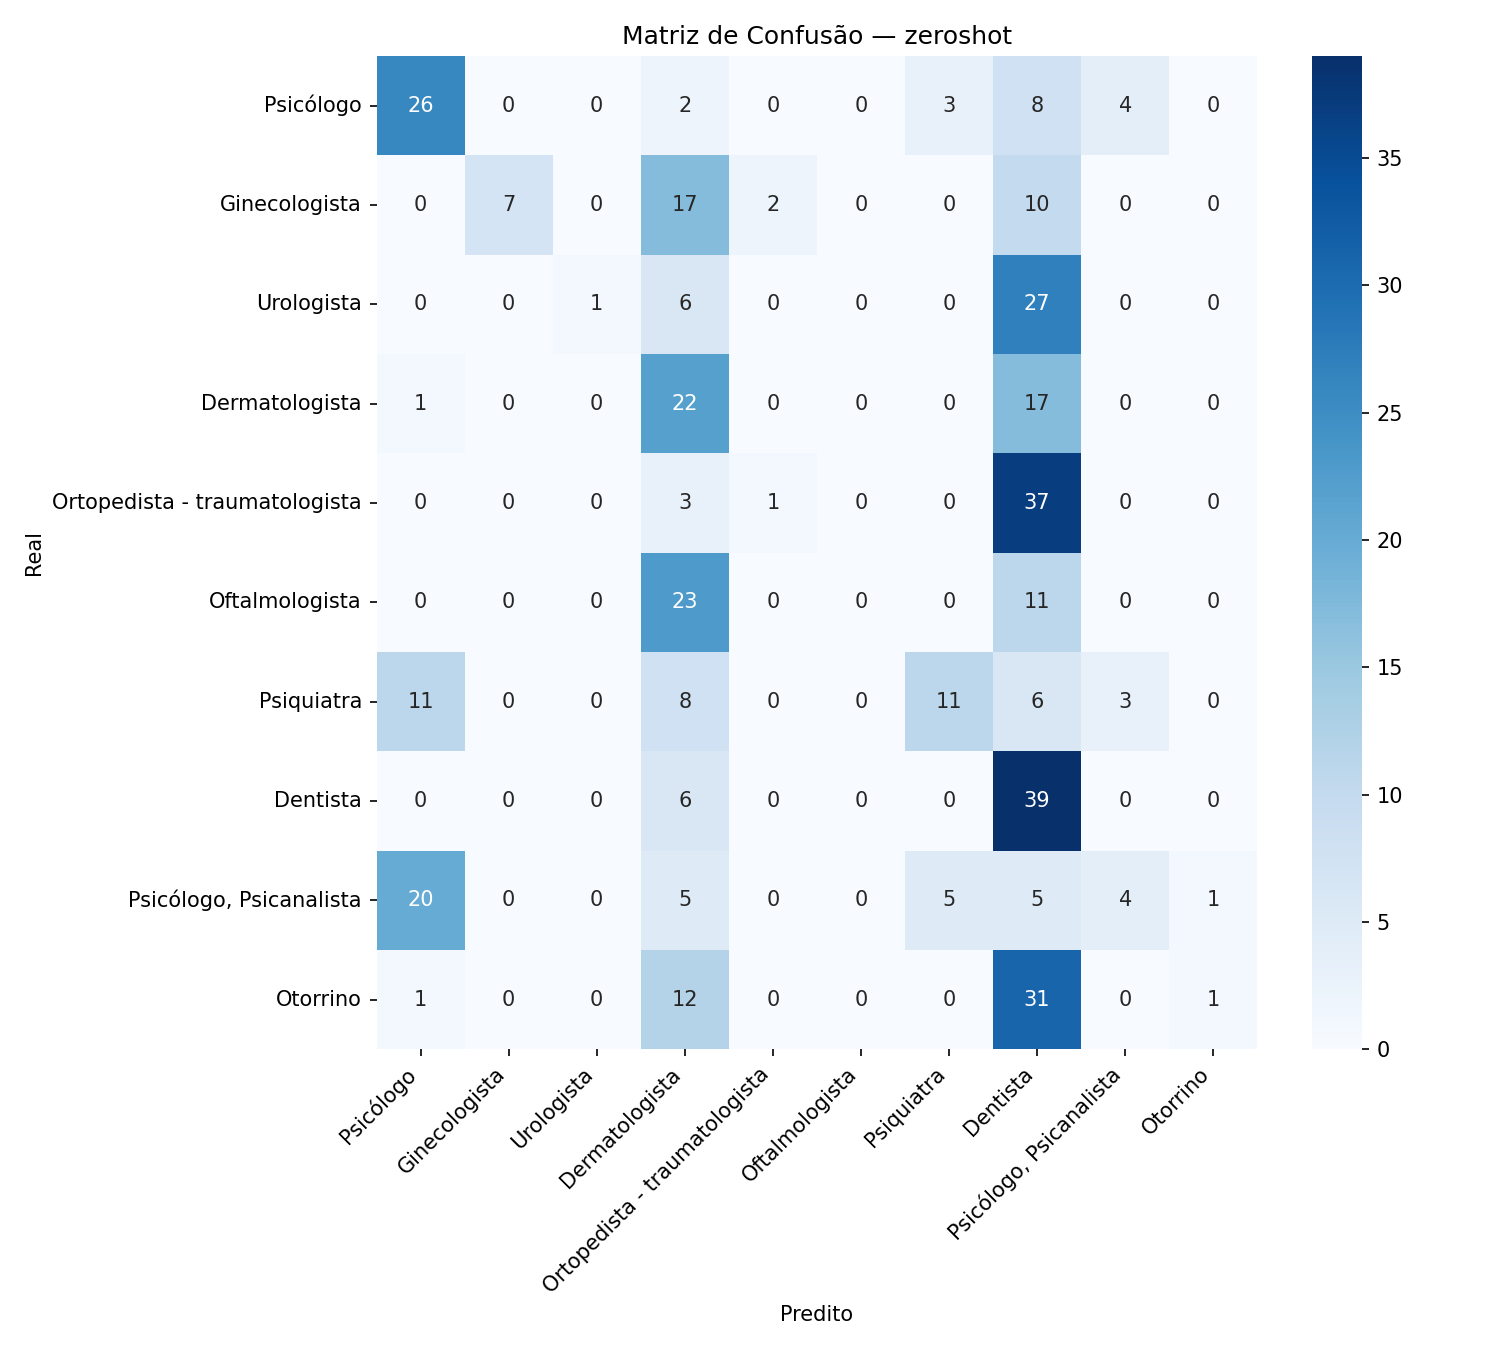 Matriz de Confusão — zeroshot
Psicólogo 26 0 0 2 0 0 3 8 4 0
Ginecologista 0 7 0 17 2 0 0 10 0 0
Urologista 0 0 1 6 0 0 0 27 0 0
Dermatologista 1 0 0 22 0 0 0 17 0 0
Ortopedista - traumatologista 0 0 0 3 1 0 0 37 0 0
Oftalmologista 0 0 0 23 0 0 0 11 0 0
Psiquiatra 11 0 0 8 0 0 11 6 3 0
Dentista 0 0 0 6 0 0 0 39 0 0
Psicólogo, Psicanalista 20 0 0 5 0 0 5 5 4 1
Otorrino 1 0 0 12 0 0 0 31 0 1
Real
Psicólogo
Ginecologista
Urologista
Dermatologista
Ortopedista - traumatologista
Oftalmologista
Psiquiatra
Dentista
Psicólogo, Psicanalista
Otorrino
Predito
35
30
25
20
15
10
5
0